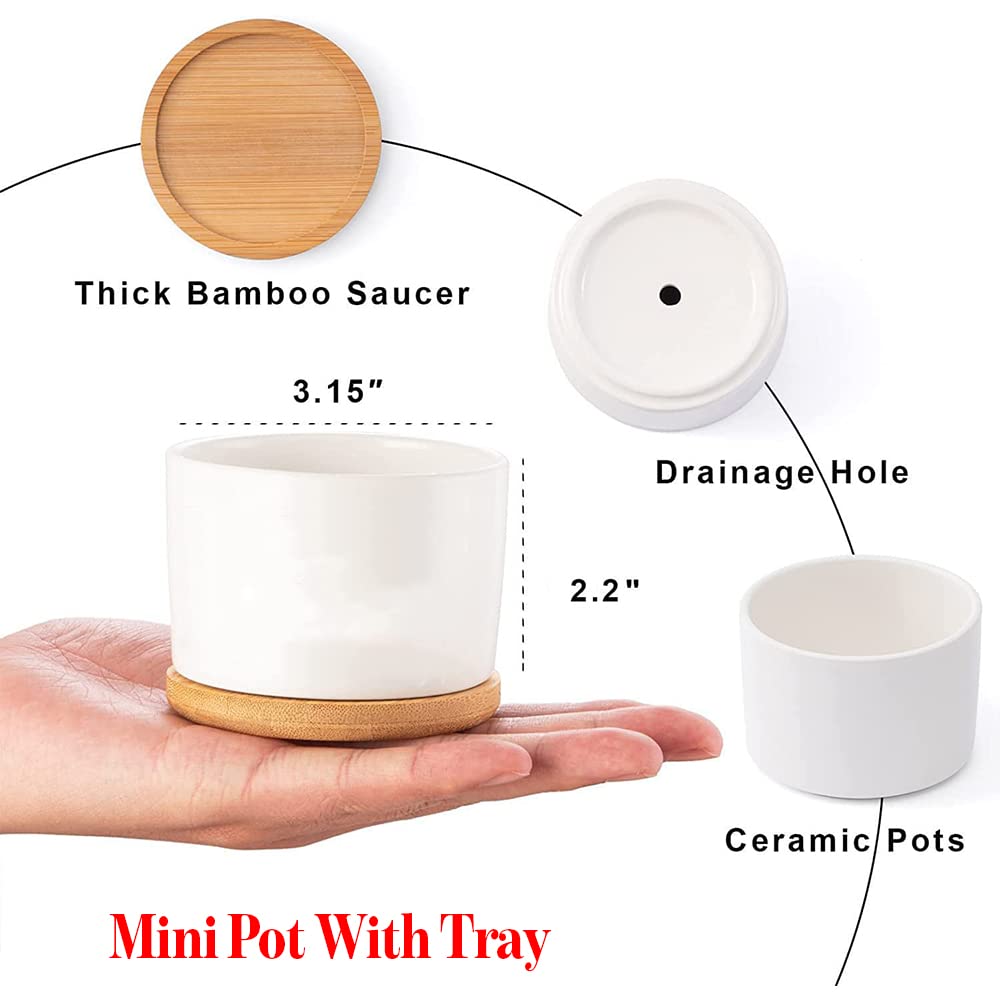 Thick Bamboo Saucer
3.15″
Drainage Hole
2.2"
Ceramic Pots
Mini Pot With Tray